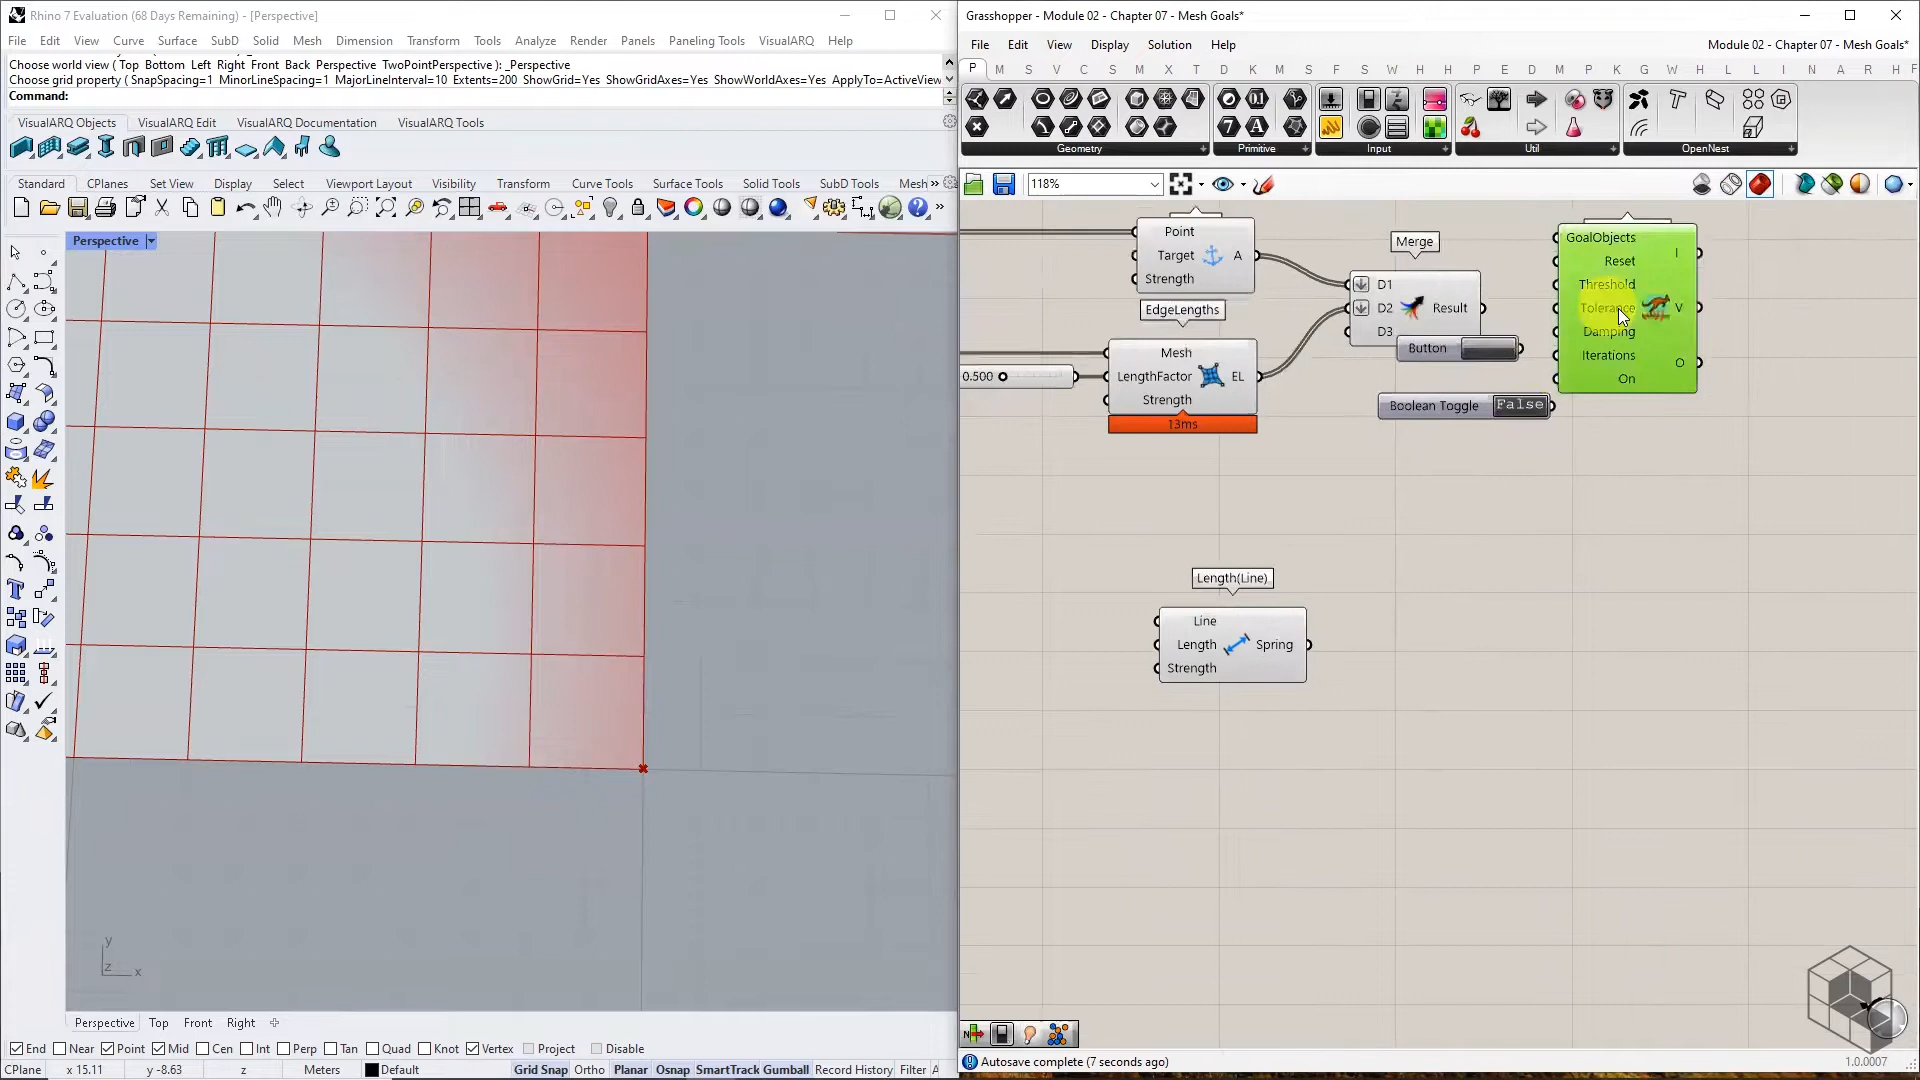 Rhino 7 Evaluation (68 Days Remaining) - [Perspective]
File Edit View Curve Surface SubD Solid Mesh Dimension Transform Tools Analyze Render Panels Paneling Tools VisualARQ Help
Choose world view ( Top Bottom Left Right Front Back Perspective TwoPointPerspective ): _Perspective
Choose grid property ( SnapSpacing=1 MinorLineSpacing=1 MajorLineInterval=10 Extents=200 ShowGrid=Yes ShowGridAxes=Yes ShowWorldAxes=Yes ApplyTo=ActiveView
Command:
VisualARQ Objects VisualARQ Edit VisualARQ Documentation VisualARQ Tools
Standard CPlanes Set View Display Select Viewport Layout Visibility Transform Curve Tools Surface Tools Solid Tools SubD Tools Mesh »
Perspective
y
z x
Perspective Top Front Right
End Near Point Mid Cen Int Perp Tan Quad Knot Vertex Project Disable
CPlane x 15.11 y -8.63 z Meters Default Grid Snap Ortho Planar Osnap SmartTrack Gumball Record History Filter A
Grasshopper - Module 02 - Chapter 07 - Mesh Goals*
File Edit View Display Solution Help Module 02 - Chapter 07 - Mesh Goals*
P M S V C S M X T D K M S F S W H H P S E D M P K G W H L L I N A R H F
Geometry Primitive Input Util OpenNest
118%
Point
Target A
Strength
EdgeLengths
Mesh
0.500 LengthFactor EL
Strength
13ms
Merge
D1
D2 Result
D3
Button
Boolean Toggle False
GoalObjects
Reset I
Threshold
Tolerance V
Damping
Iterations O
On
Length(Line)
Line
Length Spring
Strength
Autosave complete (7 seconds ago) 1.0.0007